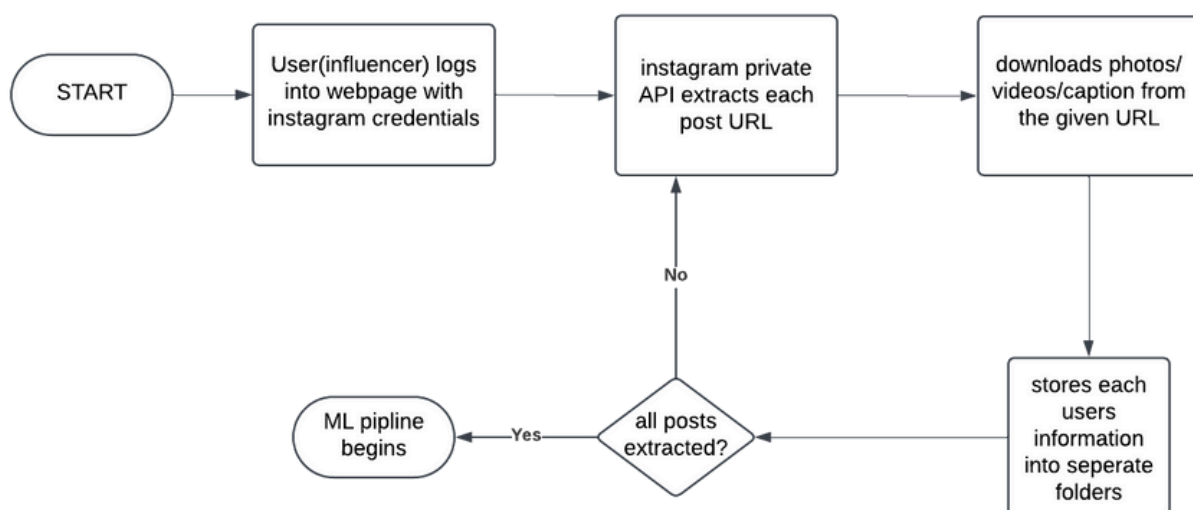 START
User(influencer) logs
into webpage with
instagram credentials
instagram private
API extracts each
post URL
downloads photos/
videos/caption from
the given URL
stores each
users
information
into seperate
folders
all posts
extracted?
No
Yes
ML pipline
begins